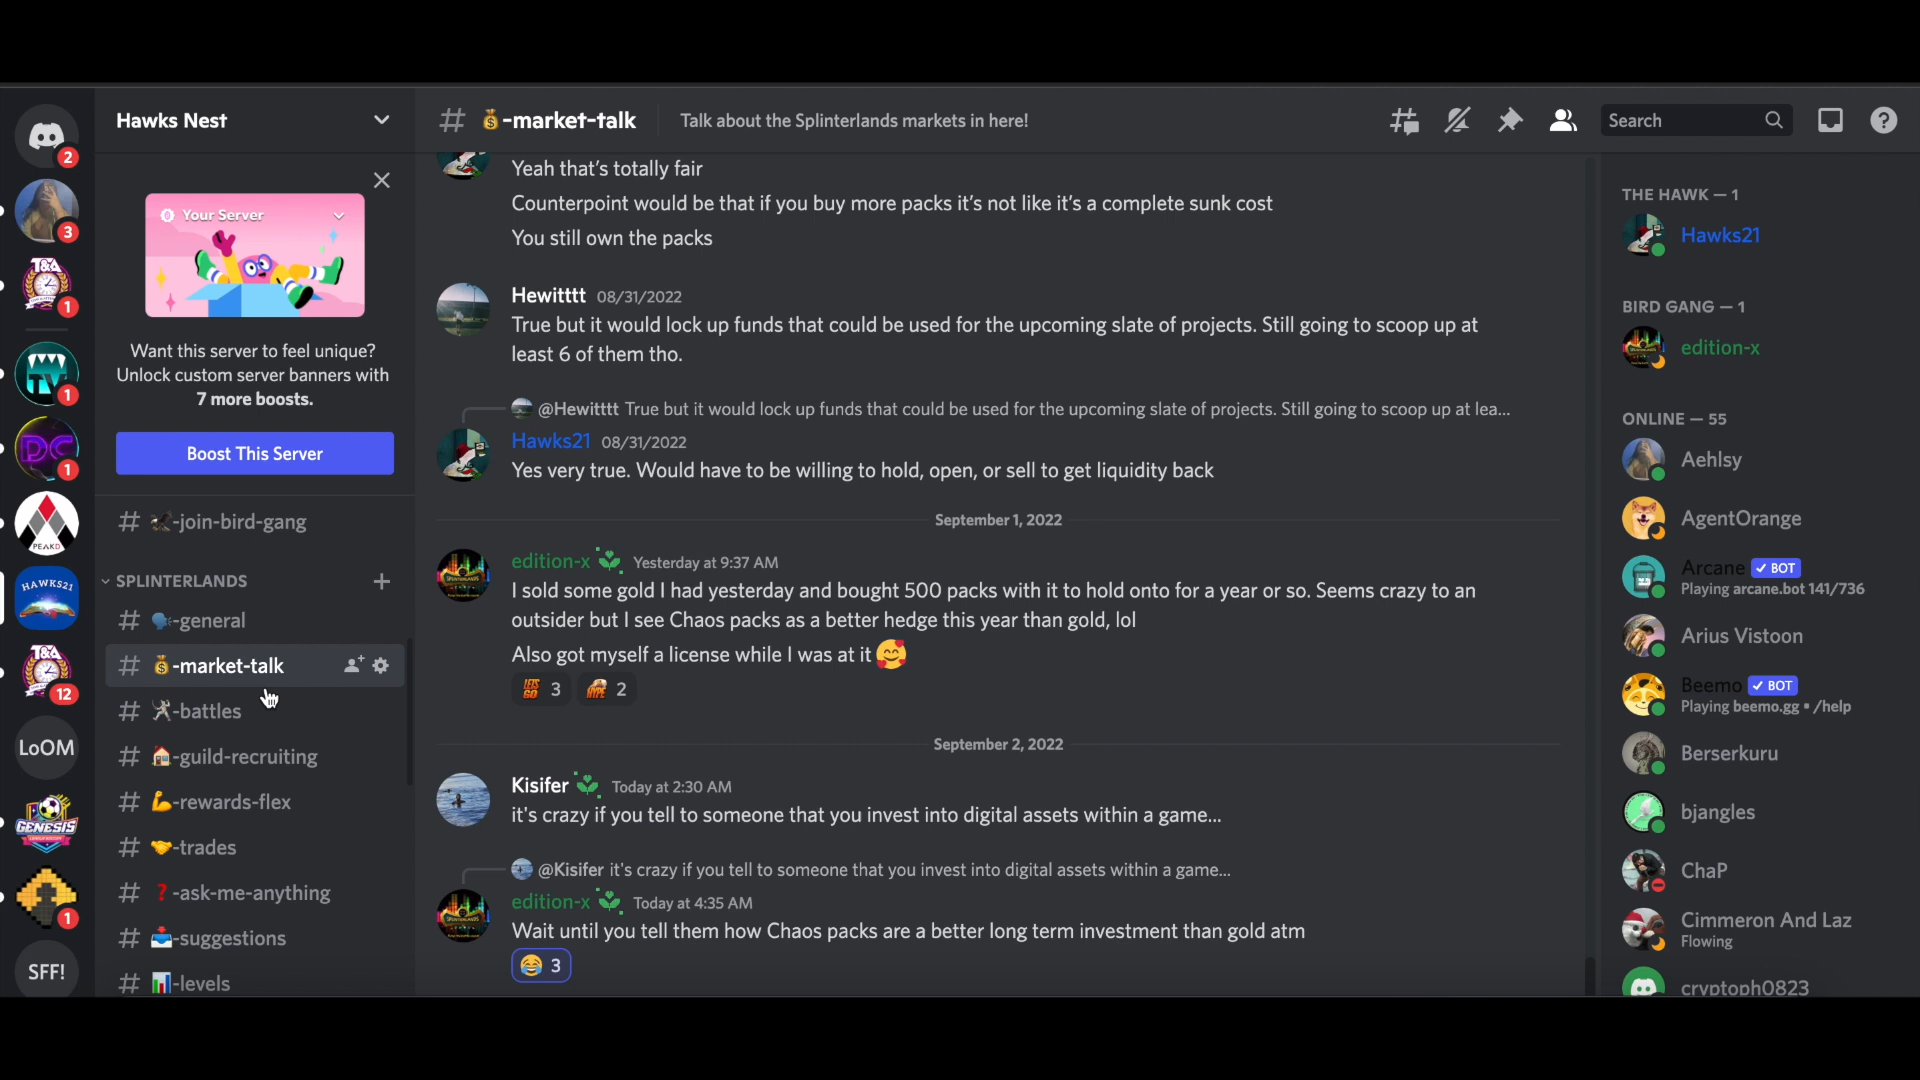 Hawks Nest
Your Server
Want this server to feel unique?
Unlock custom server banners with
7 more boosts.
Boost This Server
-join-bird-gang
SPLINTERLANDS
-general
-market-talk
-battles
-guild-recruiting
-rewards-flex
-trades
-ask-me-anything
-suggestions
-levels
2
3
T&A
1
TV
1
DC
1
PEAKD
HAWKS21
T&A
12
LoOM
GENESIS
1
SFF!
# 💰-market-talk
Talk about the Splinterlands markets in here!
Search
Yeah that's totally fair
Counterpoint would be that if you buy more packs it's not like it's a complete sunk cost
You still own the packs
Hewitttt 08/31/2022
True but it would lock up funds that could be used for the upcoming slate of projects. Still going to scoop up at
least 6 of them tho.
@Hewitttt True but it would lock up funds that could be used for the upcoming slate of projects. Still going to scoop up at lea...
Hawks21 08/31/2022
Yes very true. Would have to be willing to hold, open, or sell to get liquidity back
September 1, 2022
edition-x Yesterday at 9:37 AM
I sold some gold I had yesterday and bought 500 packs with it to hold onto for a year or so. Seems crazy to an
outsider but I see Chaos packs as a better hedge this year than gold, lol
Also got myself a license while I was at it 🥰
LETS GO 3 HYPE 2
September 2, 2022
Kisifer Today at 2:30 AM
it's crazy if you tell to someone that you invest into digital assets within a game...
@Kisifer it's crazy if you tell to someone that you invest into digital assets within a game...
edition-x Today at 4:35 AM
Wait until you tell them how Chaos packs are a better long term investment than gold atm
😂 3
THE HAWK — 1
Hawks21
BIRD GANG — 1
edition-x
ONLINE — 55
Aehlsy
AgentOrange
Arcane ✓ BOT
Playing arcane.bot 141/736
Arius Vistoon
Beemo ✓ BOT
Playing beemo.gg • /help
Berserkuru
bjangles
ChaP
Cimmeron And Laz
Flowing
cryptoph0823